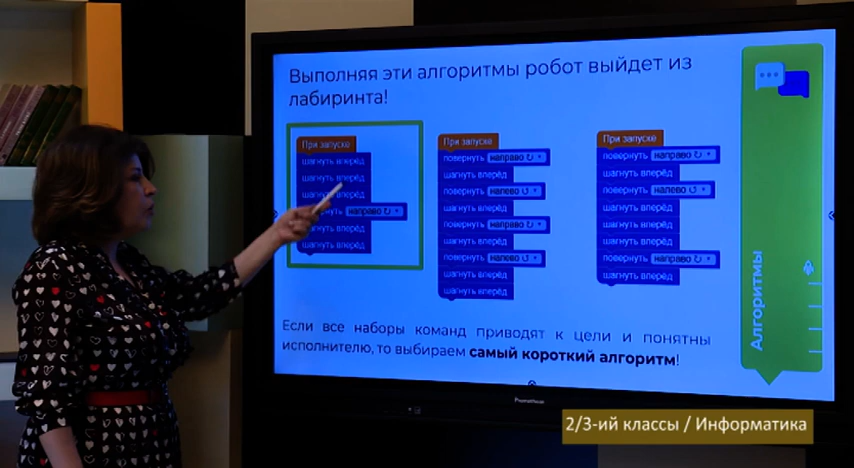 Выполняя эти алгоритмы робот выйдет из
лабиринта!
При запуске
шагнуть вперёд
шагнуть вперёд
шагнуть вперёд
направо ↻
шагнуть вперёд
шагнуть вперёд
При запуске
повернуть направо ↻
шагнуть вперёд
повернуть налево ↺
шагнуть вперёд
повернуть направо ↻
шагнуть вперёд
повернуть налево ↺
шагнуть вперёд
шагнуть вперёд
При запуске
повернуть направо ↻
шагнуть вперёд
повернуть налево ↺
шагнуть вперёд
шагнуть вперёд
шагнуть вперёд
повернуть направо ↻
шагнуть вперёд
Если все наборы команд приводят к цели и понятны
исполнителю, то выбираем самый короткий алгоритм!
Алгоритмы
Promethean
2/3-ий классы / Информатика